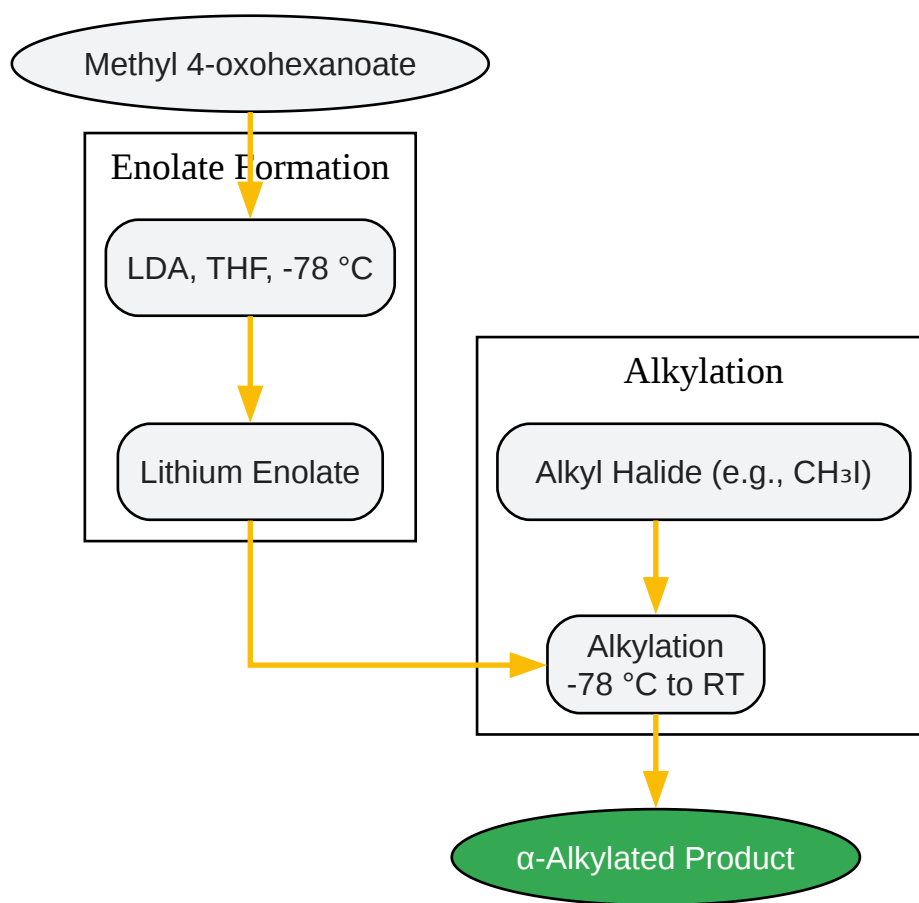 Methyl 4-oxohexanoate
Enolate Formation
LDA, THF, -78 °C
Lithium Enolate
Alkylation
Alkyl Halide (e.g., CH₃I)
Alkylation
-78 °C to RT
α-Alkylated Product